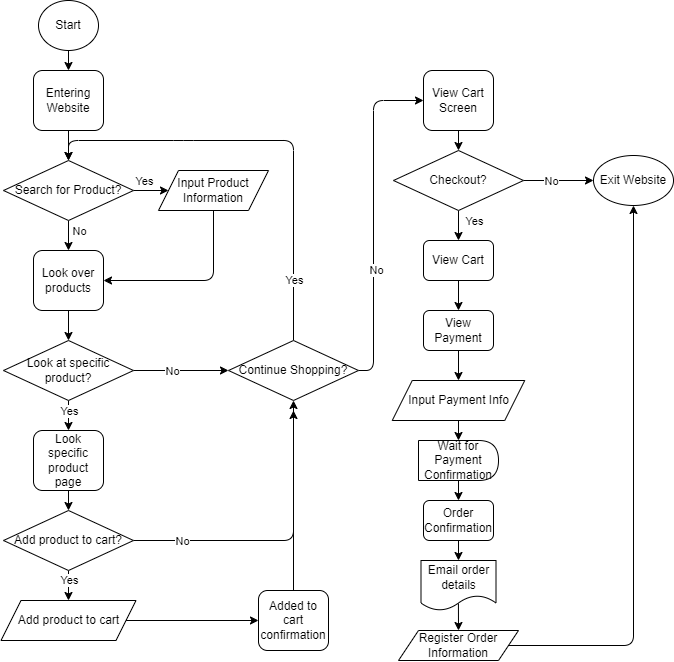 Start
Entering
Website
Search for Product?
Yes
Input Product
Information
No
Look over
products
Look at specific
product?
No
Continue Shopping?
Yes
No
Yes
Look
specific
product
page
Add product to cart?
No
Yes
Add product to cart
Added to
cart
confirmation
View Cart
Screen
Checkout?
No
Exit Website
Yes
View Cart
View
Payment
Input Payment Info
Wait for
Payment
Confirmation
Order
Confirmation
Email order
details
Register Order
Information